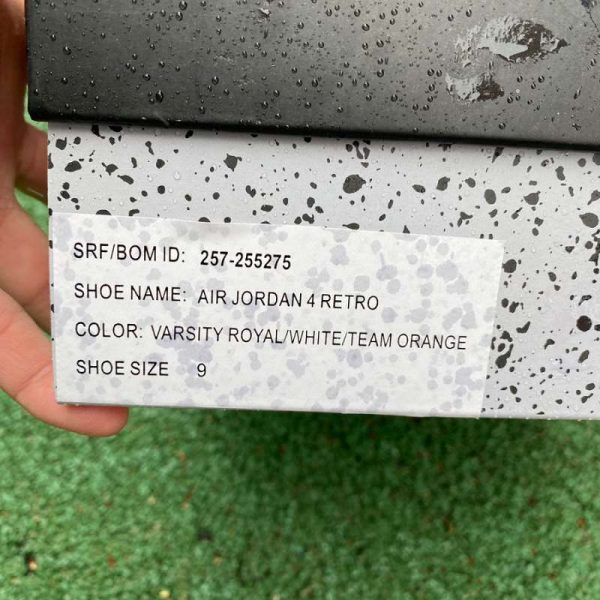 SRF/BOM ID: 257-255275
SHOE NAME: AIR JORDAN 4 RETRO
COLOR: VARSITY ROYAL/WHITE/TEAM ORANGE
SHOE SIZE 9